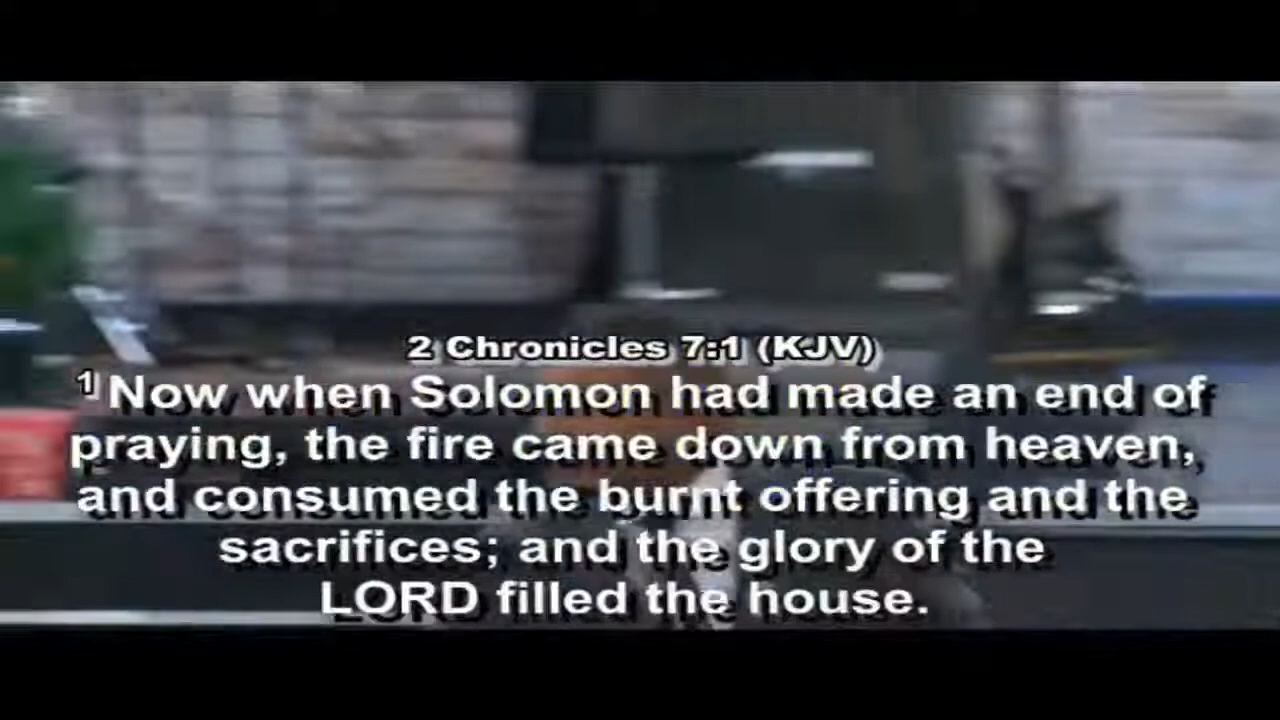 2 Chronicles 7:1 (KJV)
1 Now when Solomon had made an end of
praying, the fire came down from heaven,
and consumed the burnt offering and the
sacrifices; and the glory of the
LORD filled the house.